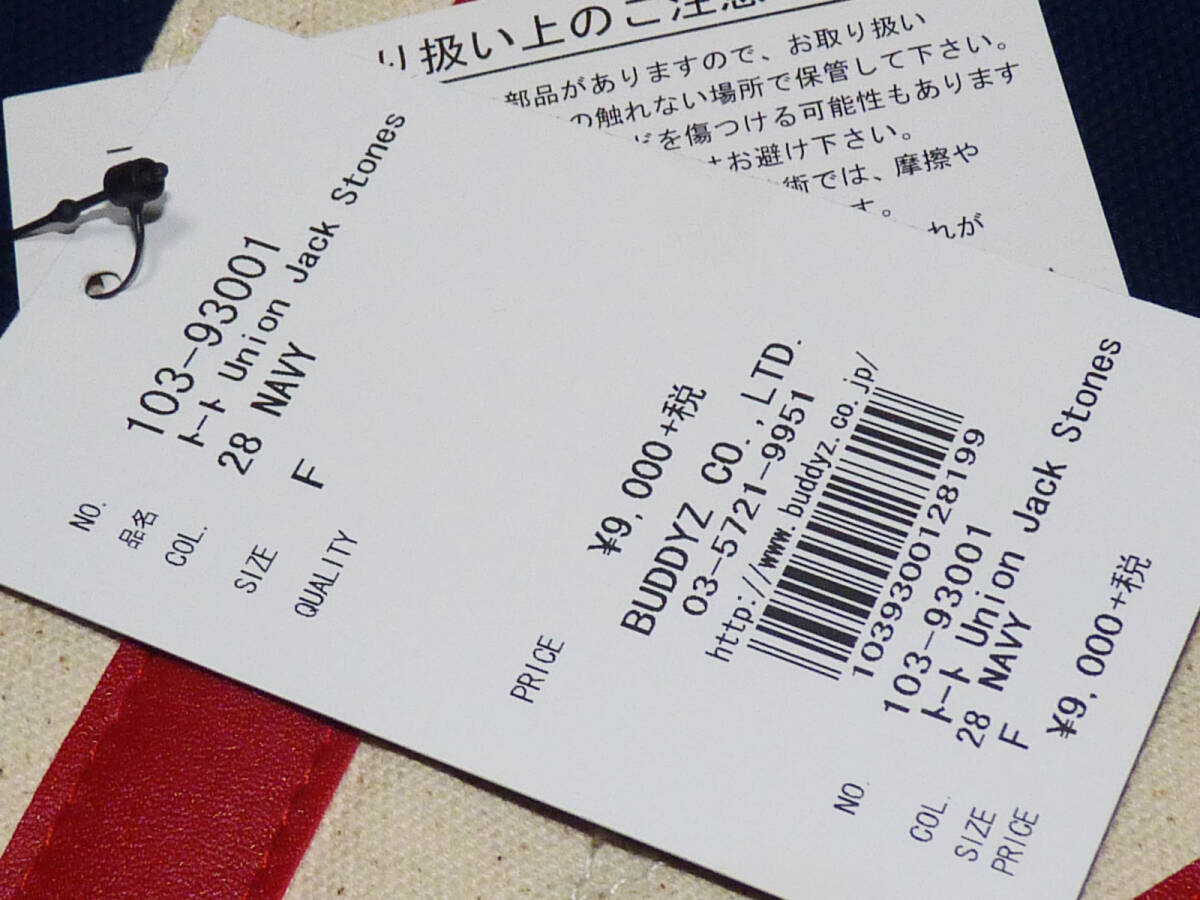 り扱い上のご注意
部品がありますので、お取り扱い
の触れない場所で保管して下さい。
を傷つける可能性もあります
お避け下さい。
術では、摩擦や
す。
れが
NO. 103-93001
品名 トート Union Jack Stones
COL. 28 NAVY
SIZE F
QUALITY
PRICE ¥9,000+税
BUDDYZ CO.,LTD.
03-5721-9951
http://www.buddyz.co.jp/
1039300128199
NO. 103-93001
トート Union Jack Stones
COL. 28 NAVY
SIZE F
PRICE ¥9,000+税